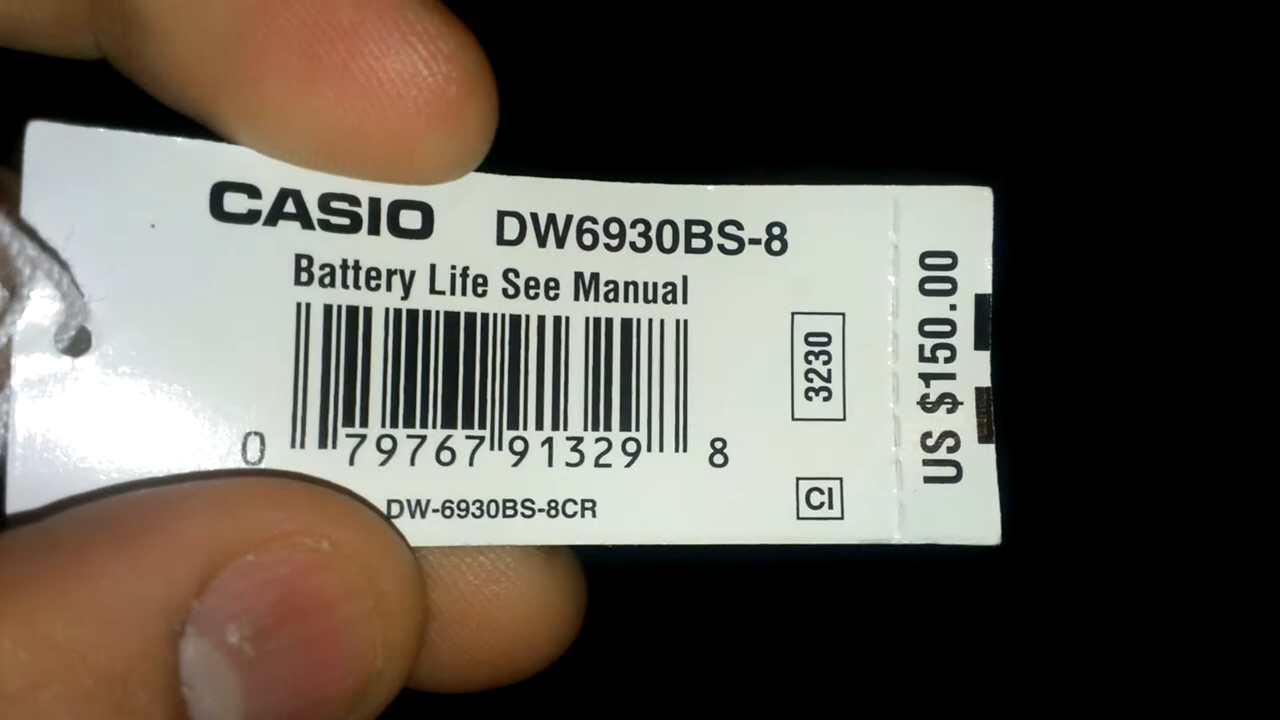 CASIO DW6930BS-8
Battery Life See Manual
0 79767 91329 8
DW-6930BS-8CR
3230
CI
US $150.00